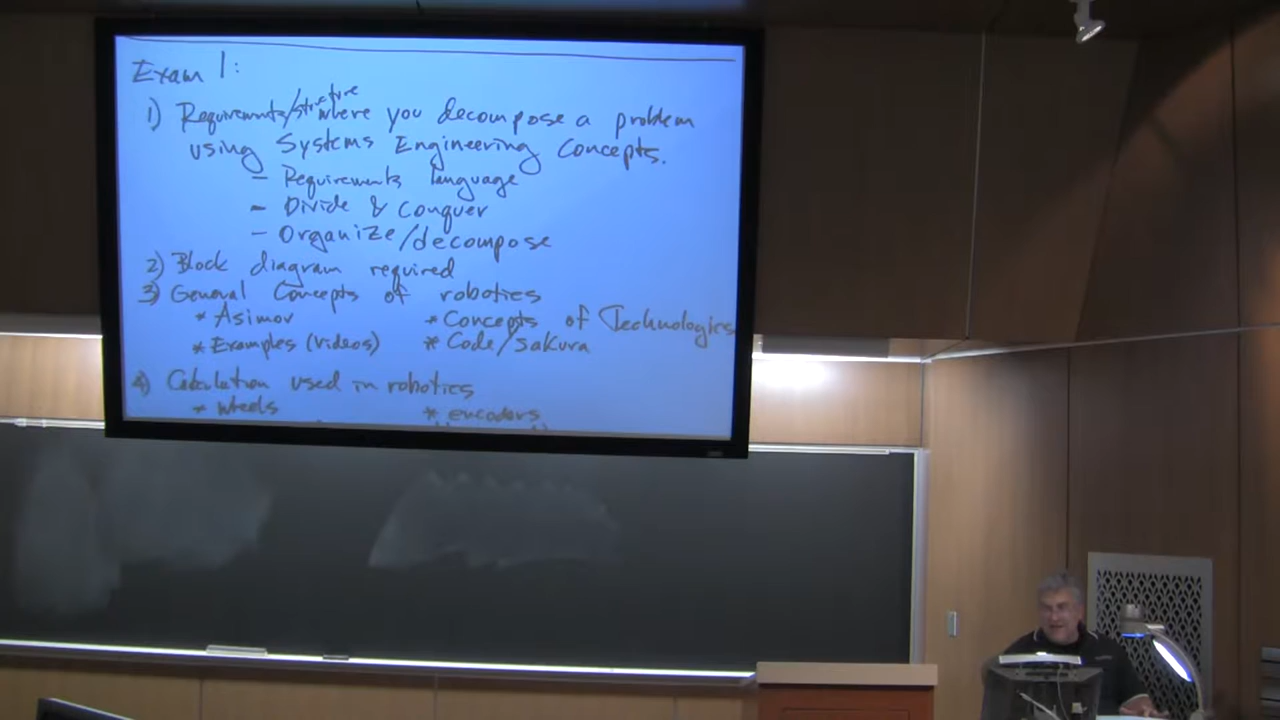 Exam 1:
1) Requirements/structure where you decompose a problem
using Systems Engineering Concepts.
- Requirements language
- Divide & Conquer
- Organize/decompose
2) Block diagram required
3) General Concepts of robotics
* Asimov * Concepts of Technologies
* Examples (videos) * Code/Sakura
4) Calculation used in robotics
* wheels * encoders